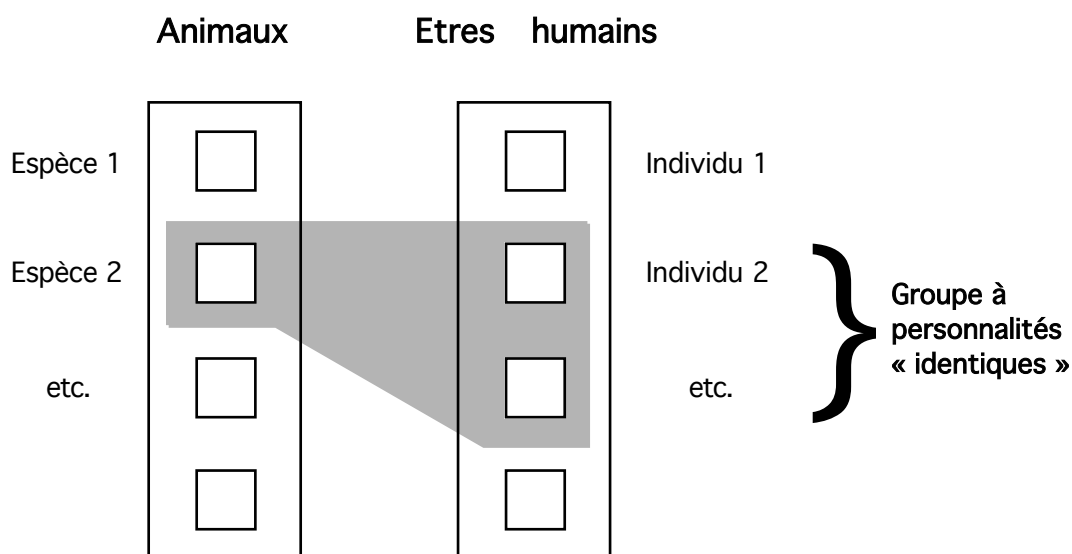 Animaux Etres humains
Espèce 1 Individu 1
Espèce 2 Individu 2
Groupe à
personnalités
« identiques »
etc. etc.